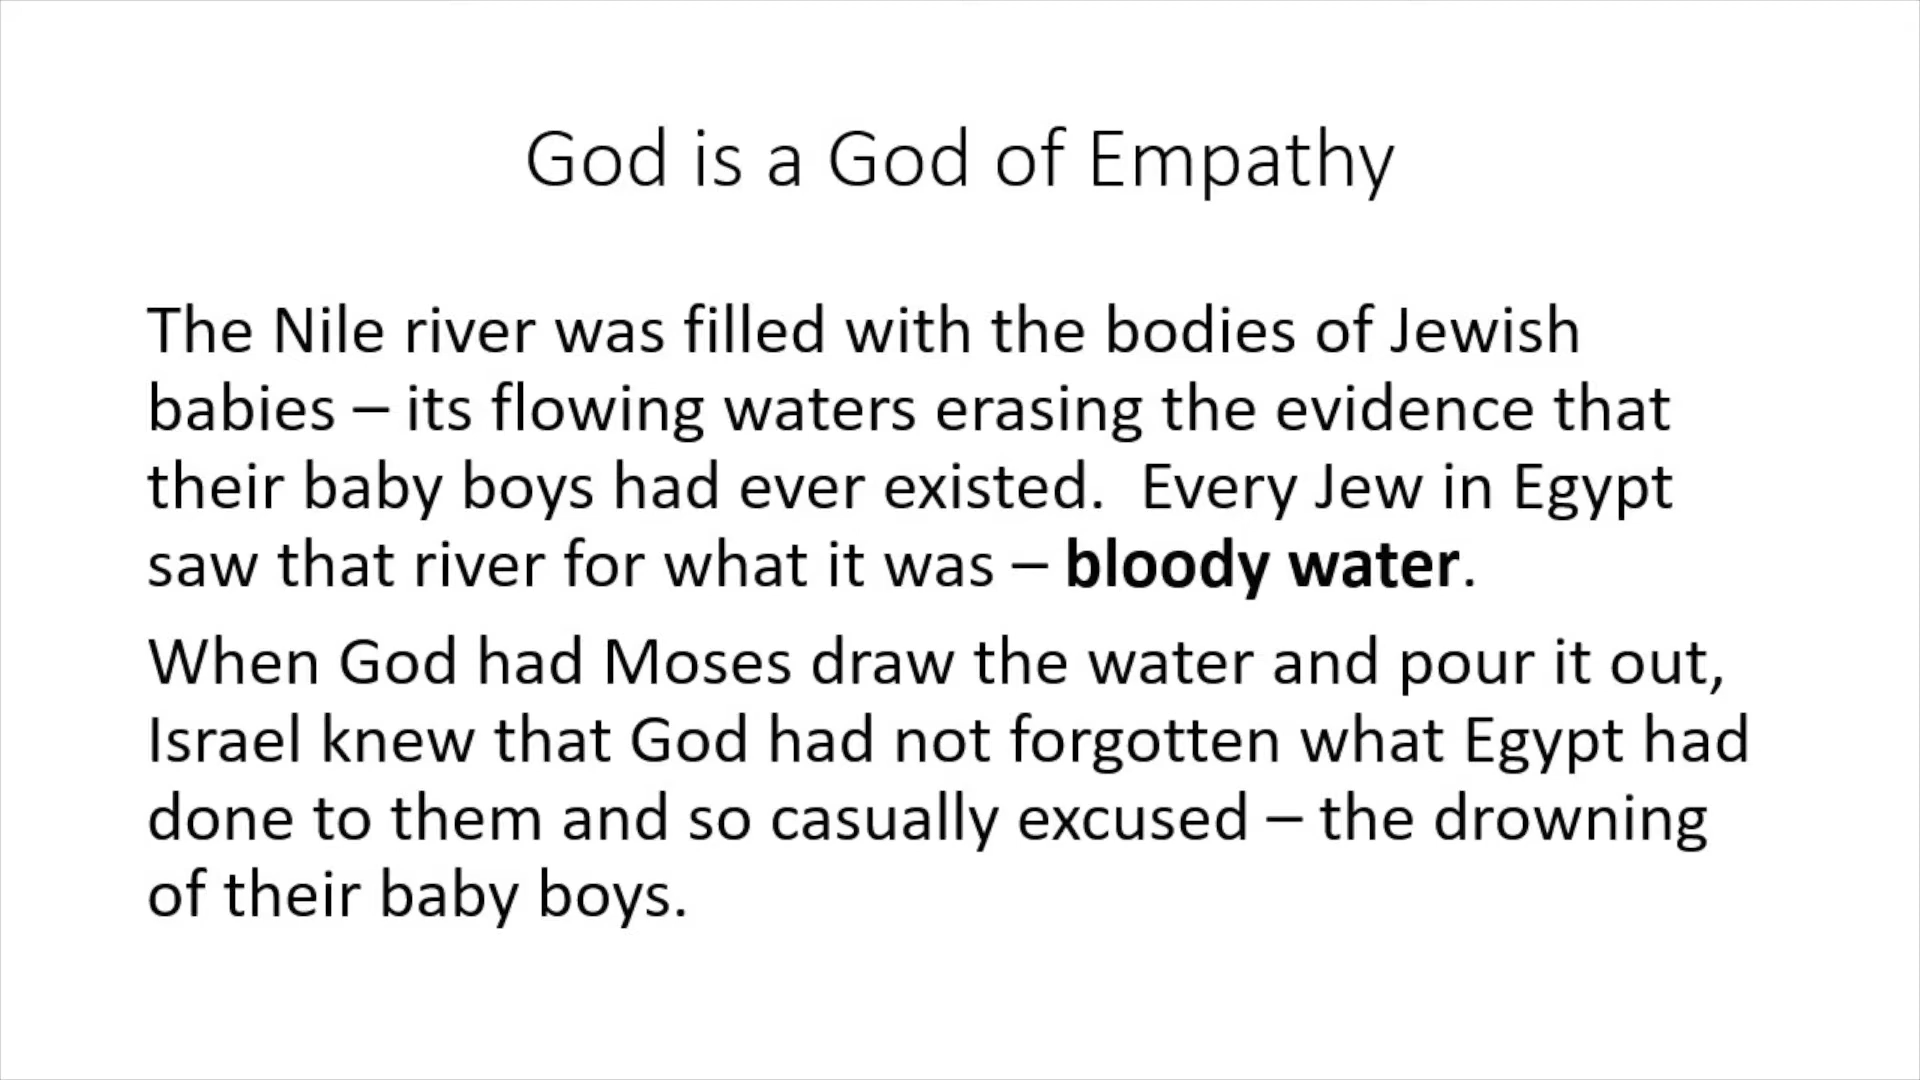 God is a God of Empathy
The Nile river was filled with the bodies of Jewish
babies – its flowing waters erasing the evidence that
their baby boys had ever existed.  Every Jew in Egypt
saw that river for what it was – bloody water.
When God had Moses draw the water and pour it out,
Israel knew that God had not forgotten what Egypt had
done to them and so casually excused – the drowning
of their baby boys.